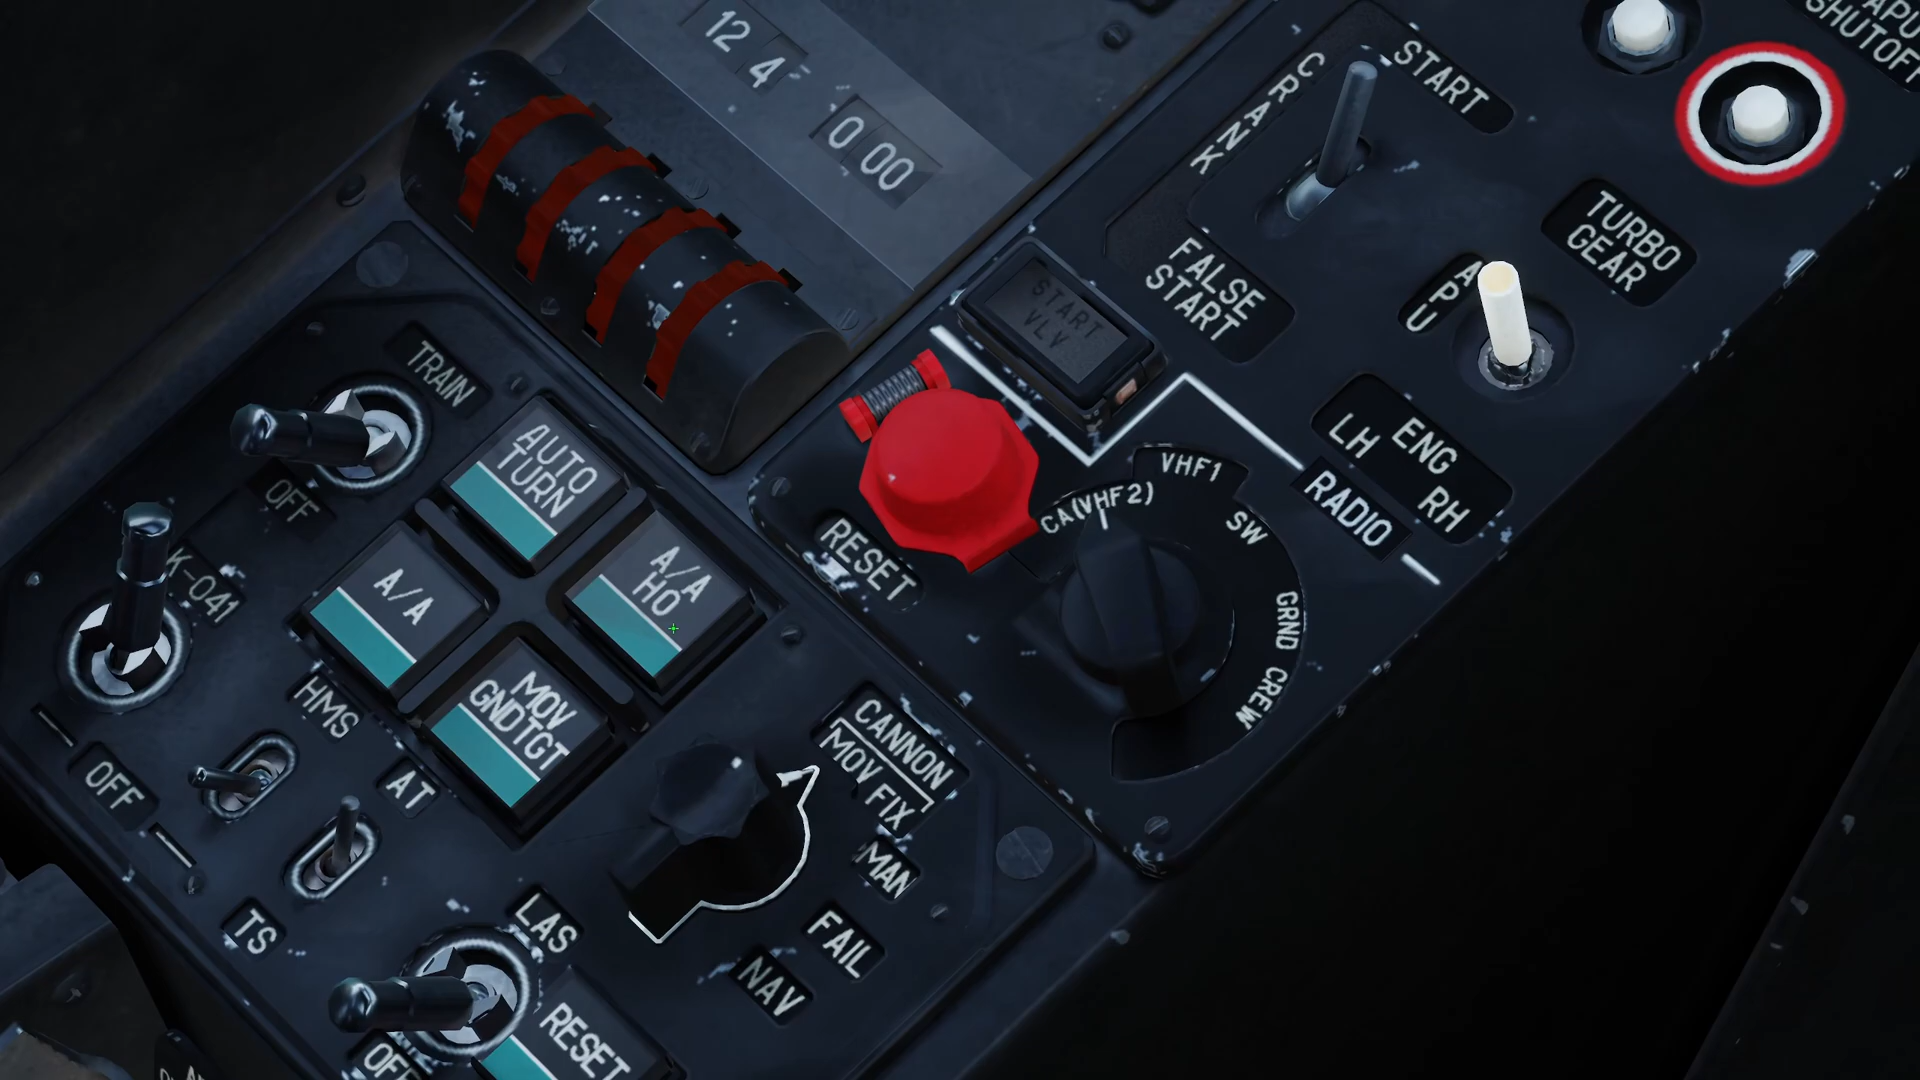 12 4
0 00
CRANK
START
APU
SHUTOFF
TURBO
GEAR
FALSE
START
START
VLV
APU
LH ENG RH
RADIO
VHF1
CA(VHF2)
SW
GRND CREW
RESET
TRAIN
OFF
AUTO
TURN
K-041
A/A
A/A
HO
HMS
MOV
GNDTGT
OFF
AT
CANNON
MOV FIX
MAN
FAIL
NAV
TS
LAS
RESET
OFF